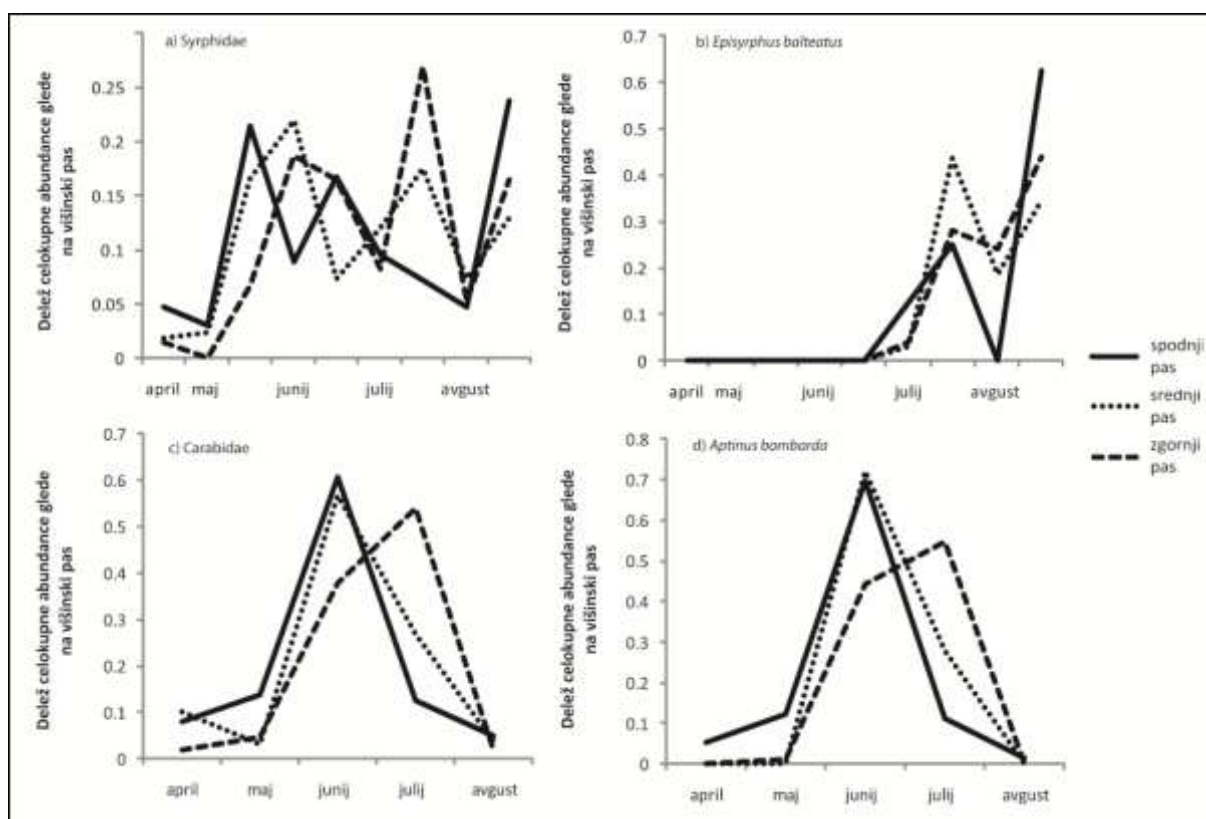 a) Syrphidae
Delež celokupne abundance glede
na višinski pas
0.25
0.2
0.15
0.1
0.05
0
april maj junij julij avgust
b) Episyrphus balteatus
Delež celokupne abundance glede
na višinski pas
0.7
0.6
0.5
0.4
0.3
0.2
0.1
0
april maj junij julij avgust
spodnji
pas
srednji
pas
zgornji
pas
c) Carabidae
Delež celokupne abundance glede
na višinski pas
0.7
0.6
0.5
0.4
0.3
0.2
0.1
0
april maj junij julij avgust
d) Aptinus bombarda
Delež celokupne abundance glede
na višinski pas
0.8
0.7
0.6
0.5
0.4
0.3
0.2
0.1
0
april maj junij julij avgust